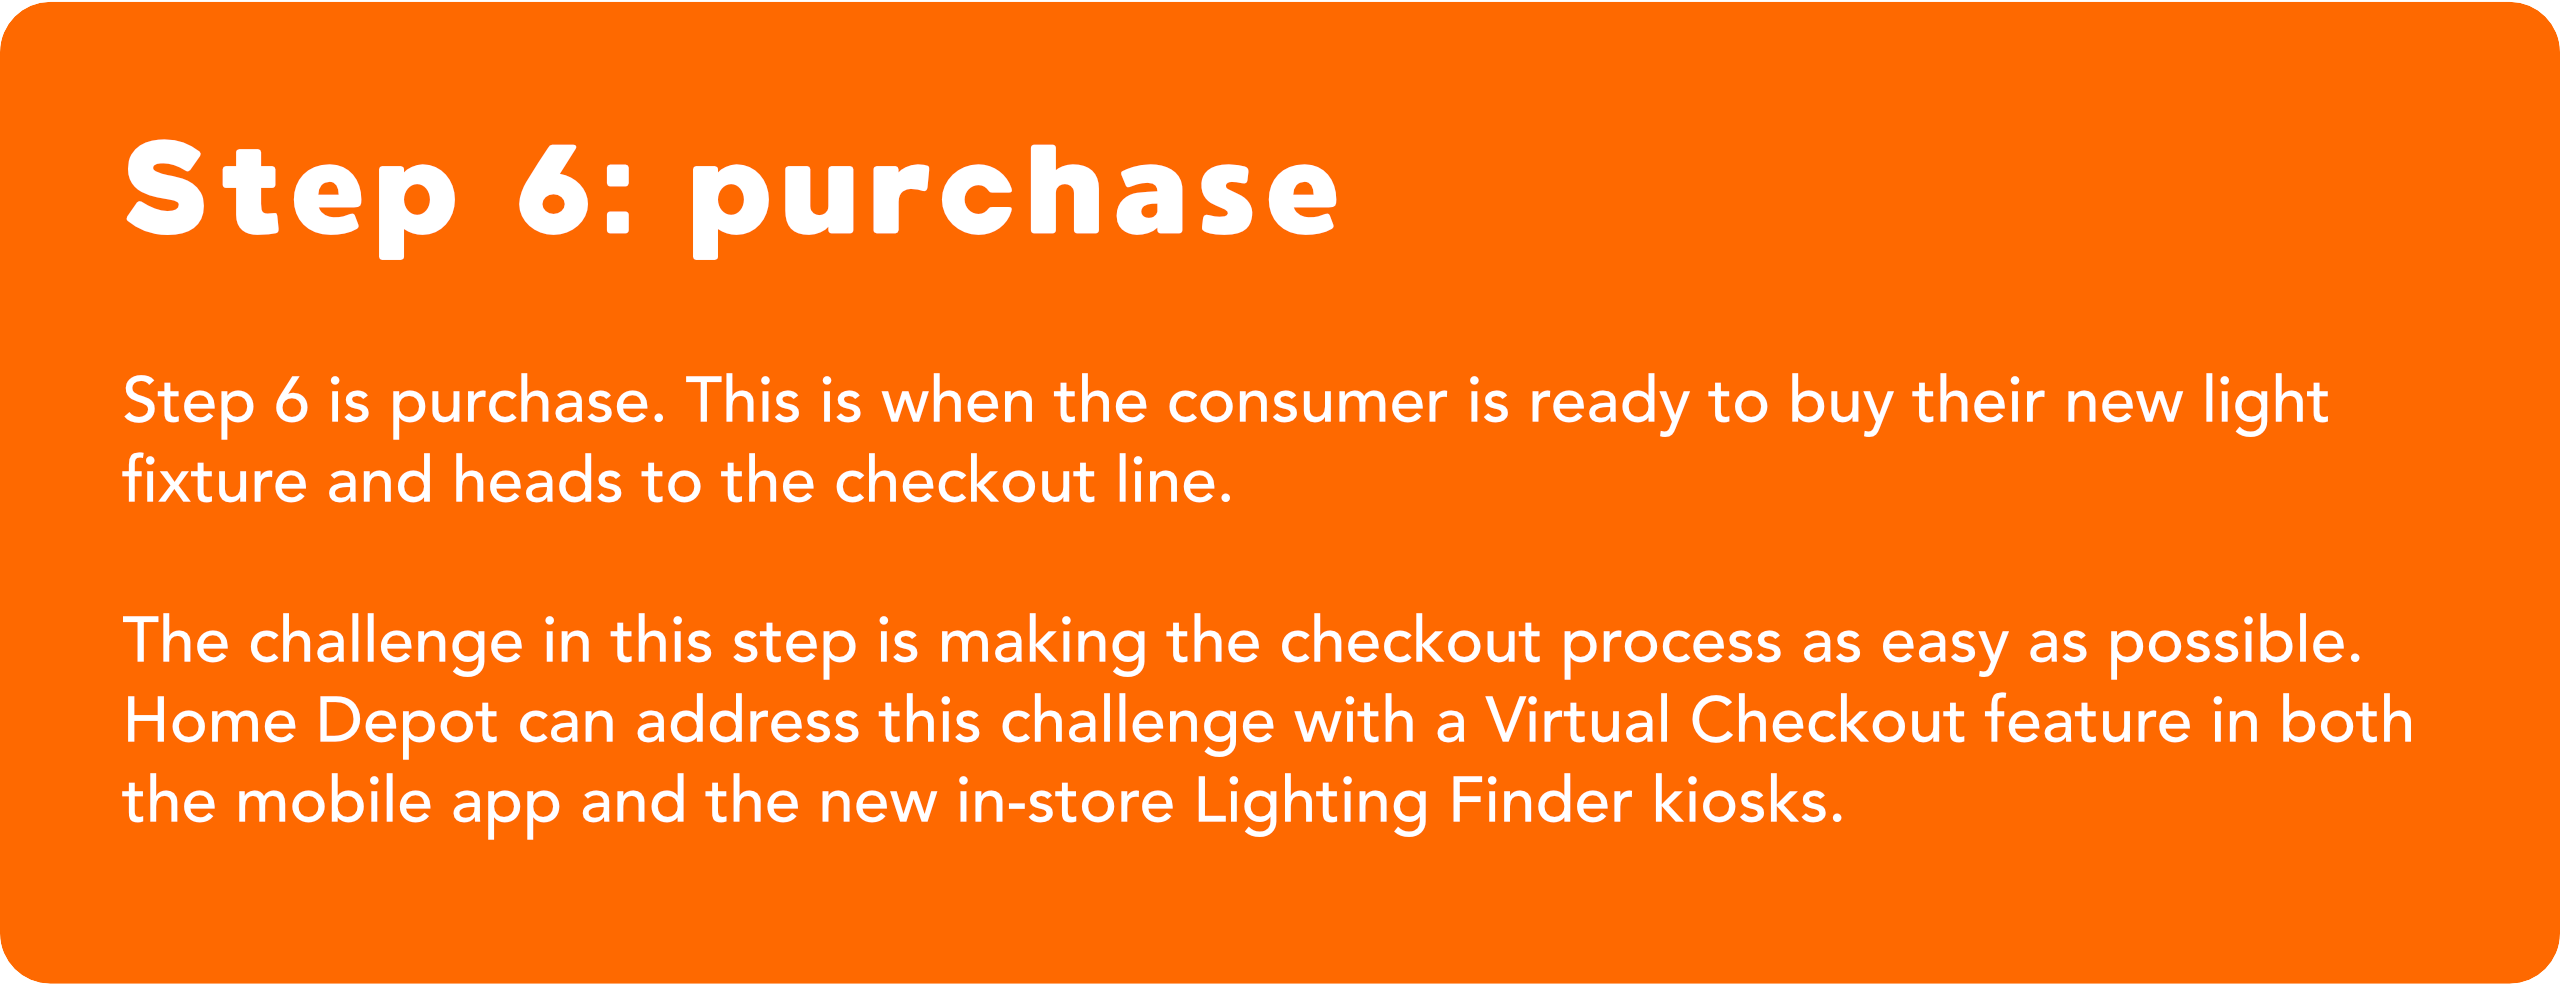 Step 6: purchase
Step 6 is purchase. This is when the consumer is ready to buy their new light
fixture and heads to the checkout line.
The challenge in this step is making the checkout process as easy as possible.
Home Depot can address this challenge with a Virtual Checkout feature in both
the mobile app and the new in-store Lighting Finder kiosks.